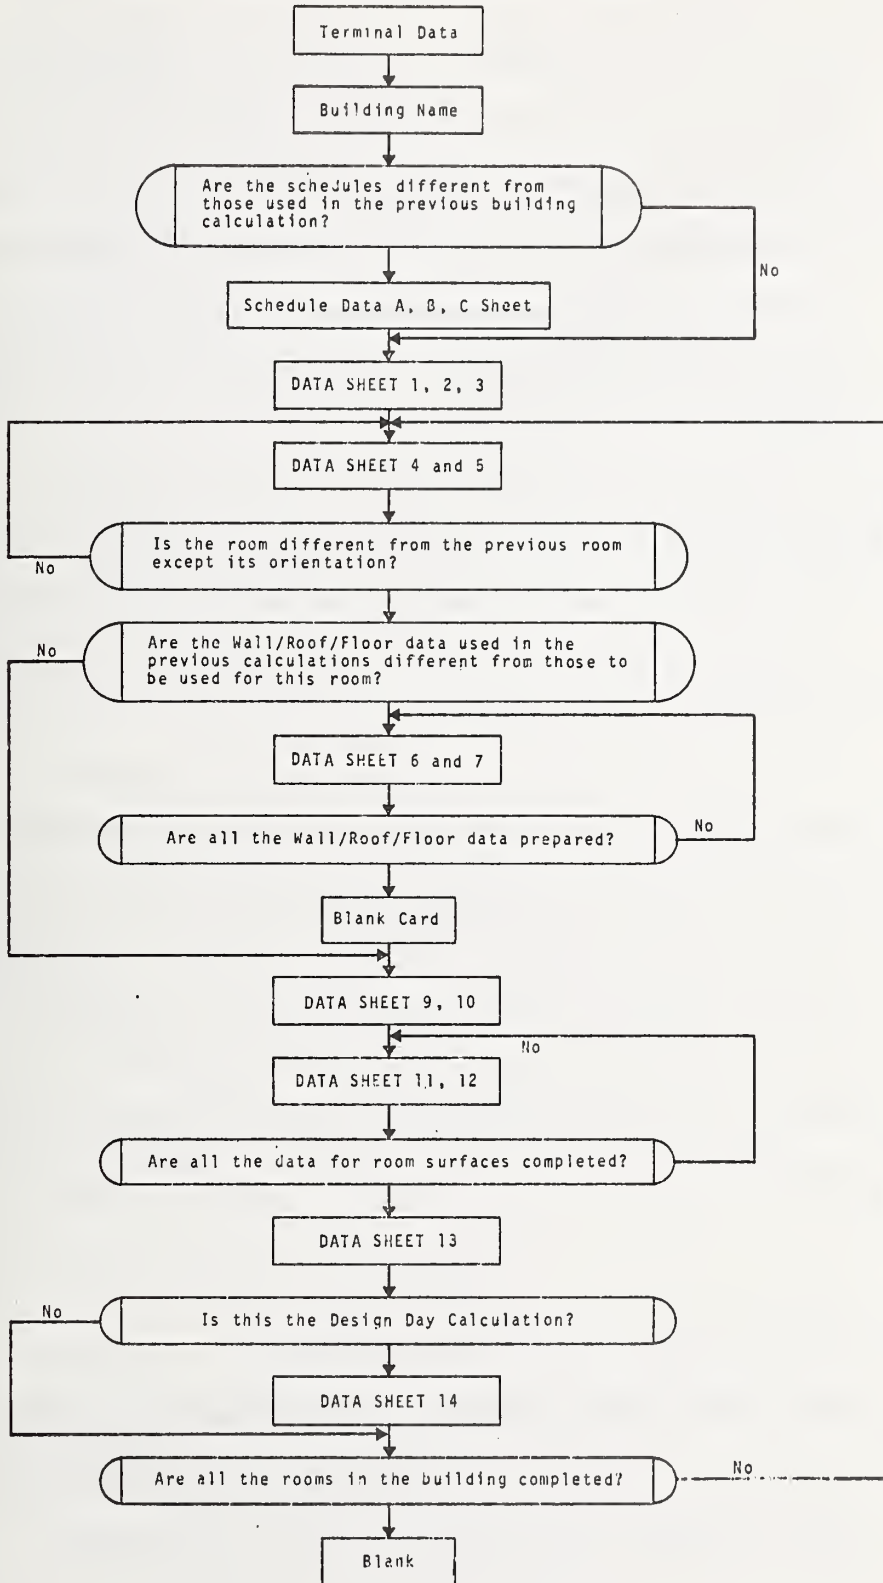 Terminal Data
Building Name
Are the schedules different from
those used in the previous building
calculation?
No
Schedule Data A, B, C Sheet
DATA SHEET 1, 2, 3
DATA SHEET 4 and 5
Is the room different from the previous room
except its orientation?
No
Are the Wall/Roof/Floor data used in the
previous calculations different from those to
be used for this room?
No
DATA SHEET 6 and 7
Are all the Wall/Roof/Floor data prepared?
No
Blank Card
DATA SHEET 9, 10
No
DATA SHEET 11, 12
Are all the data for room surfaces completed?
DATA SHEET 13
No
Is this the Design Day Calculation?
DATA SHEET 14
Are all the rooms in the building completed?
No
Blank